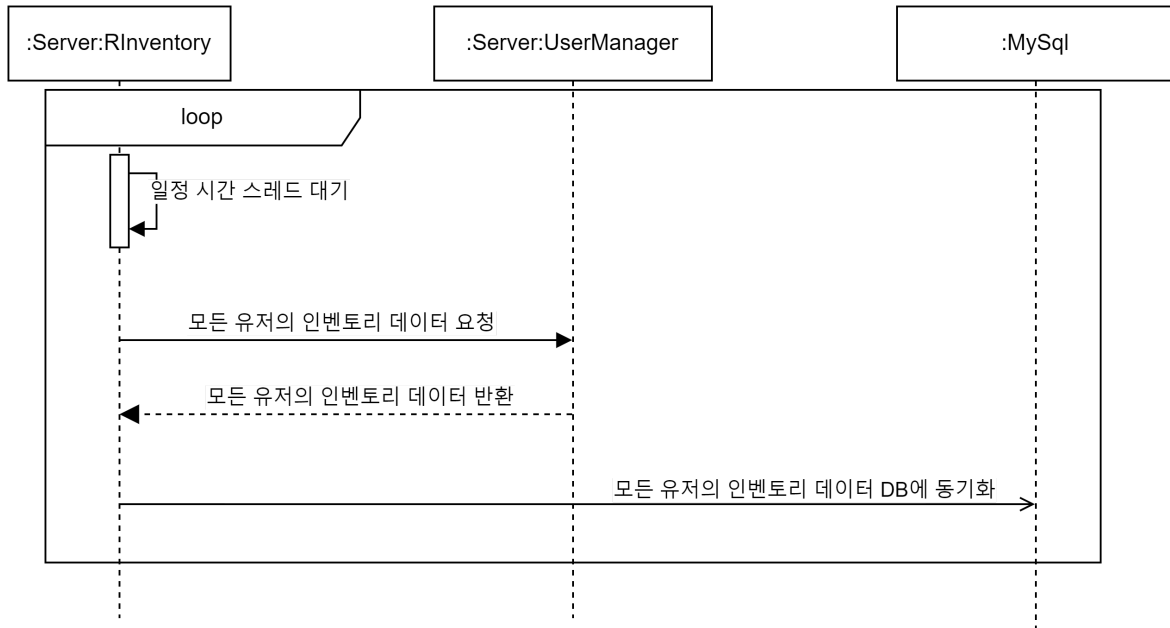 :Server:RInventory
:Server:UserManager
:MySql
loop
일정 시간 스레드 대기
모든 유저의 인벤토리 데이터 요청
모든 유저의 인벤토리 데이터 반환
모든 유저의 인벤토리 데이터 DB에 동기화